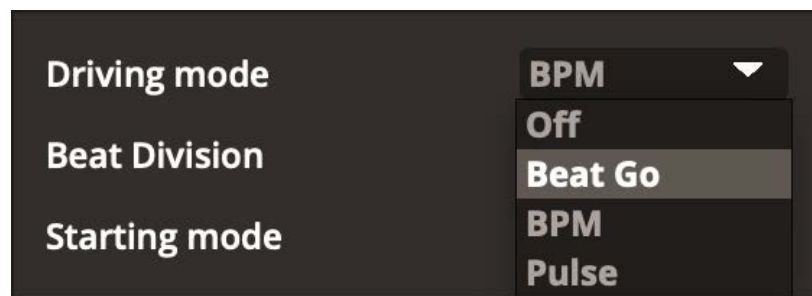 Driving mode BPM
Off
Beat Division
Beat Go
BPM
Starting mode
Pulse